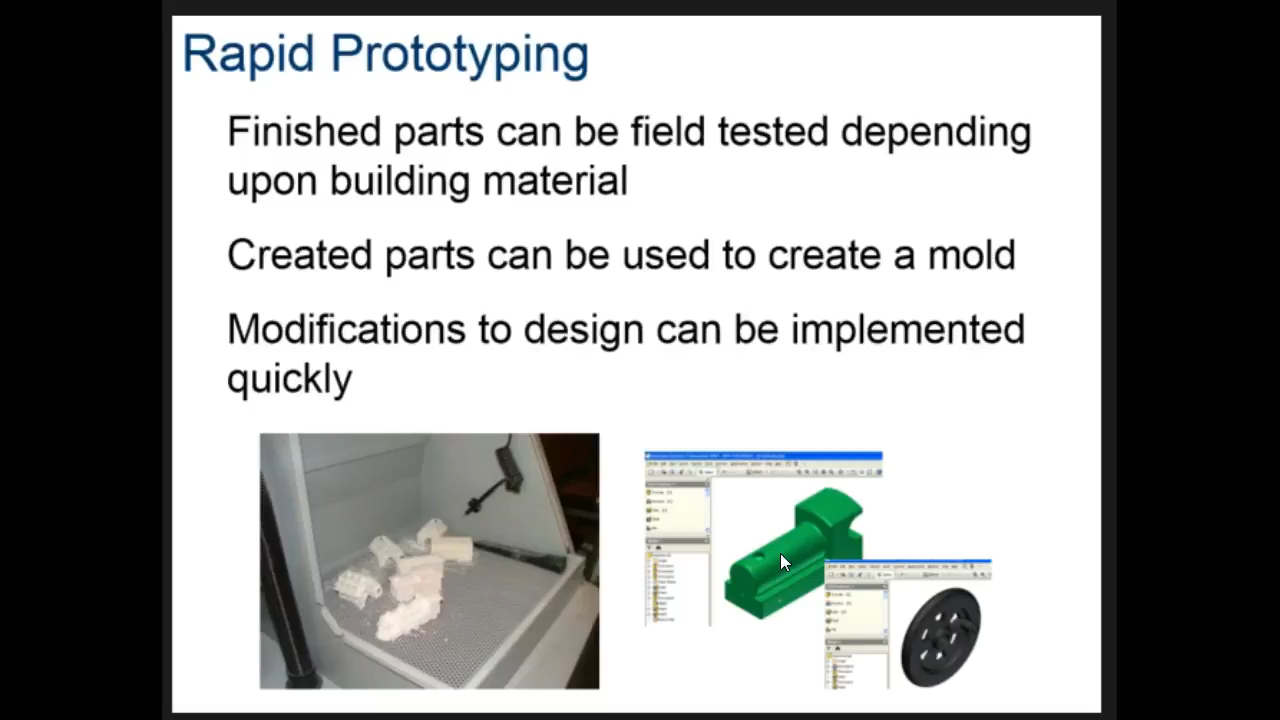 Rapid Prototyping
Finished parts can be field tested depending
upon building material
Created parts can be used to create a mold
Modifications to design can be implemented
quickly